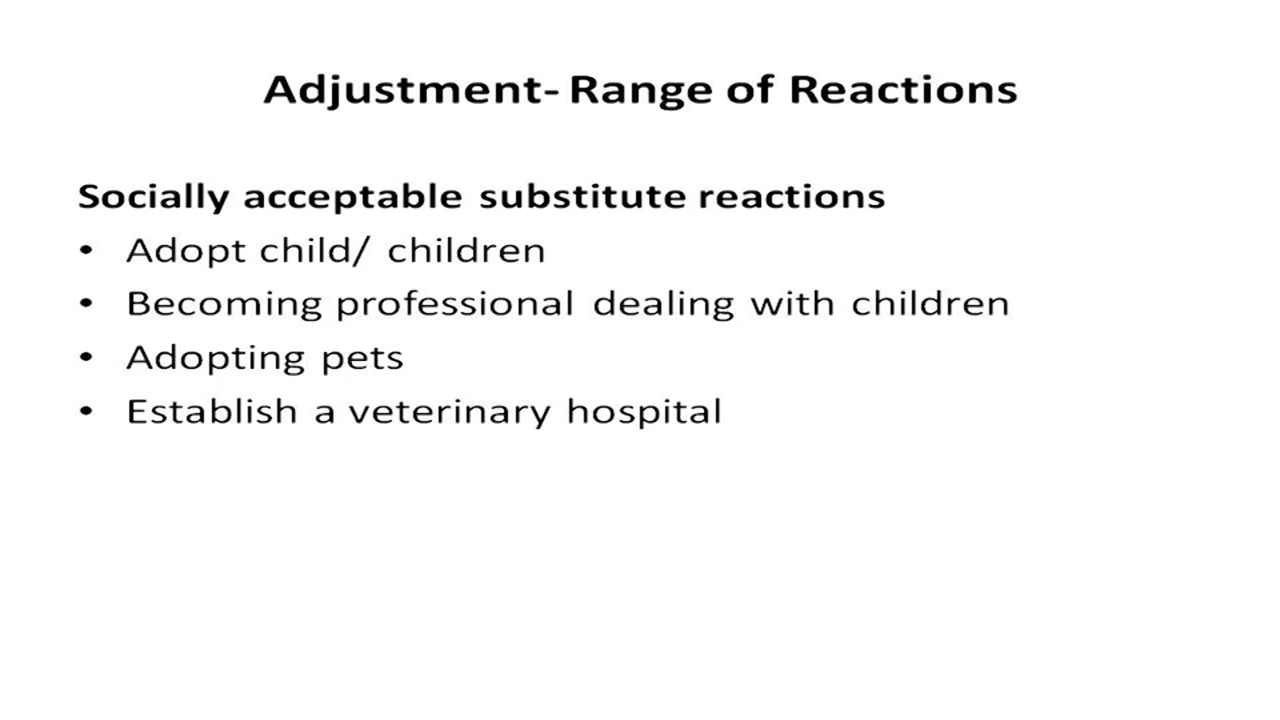 Adjustment- Range of Reactions
Socially acceptable substitute reactions
• Adopt child/ children
• Becoming professional dealing with children
• Adopting pets
• Establish a veterinary hospital